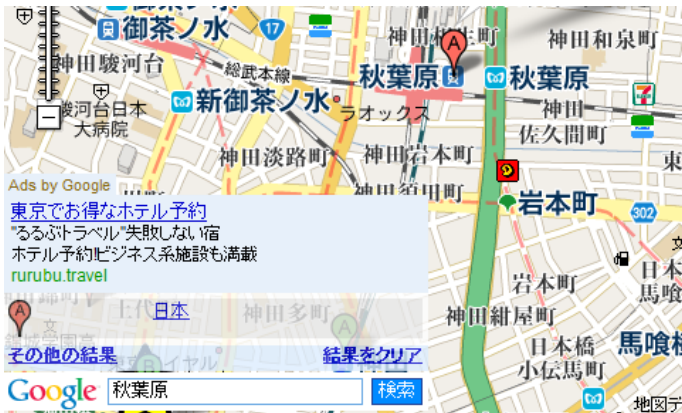 御茶ノ水
17
神田相生町
神田和泉町
神田駿河台
総武本線
秋葉原
秋葉原
新御茶ノ水
ラオックス
駿河台日本
大病院
神田
佐久間町
神田淡路町
神田岩本町
東
神田須田町
岩本町
302
Ads by Google
東京でお得なホテル予約
"るるぶトラベル"失敗しない宿
ホテル予約!ビジネス系施設も満載
rurubu.travel
岩本町
日本
馬喰
A
日本
神田多町
神田紺屋町
日本橋
小伝馬町
馬喰
その他の結果
結果をクリア
Google
秋葉原
検索
地図デ